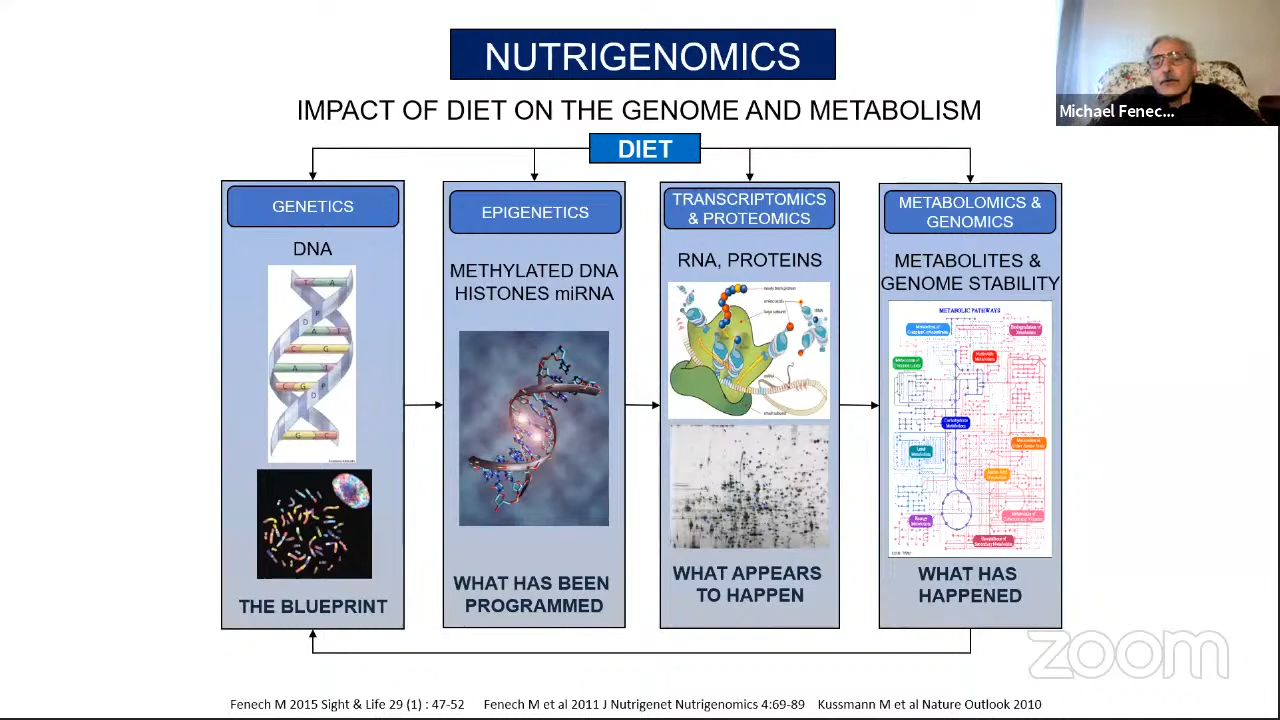 NUTRIGENOMICS
IMPACT OF DIET ON THE GENOME AND METABOLISM
Michael Fenec...
DIET
GENETICS
DNA
THE BLUEPRINT
EPIGENETICS
METHYLATED DNA
HISTONES miRNA
WHAT HAS BEEN
PROGRAMMED
TRANSCRIPTOMICS
& PROTEOMICS
RNA, PROTEINS
WHAT APPEARS
TO HAPPEN
METABOLOMICS &
GENOMICS
METABOLITES &
GENOME STABILITY
METABOLIC PATHWAYS
WHAT HAS
HAPPENED
zoom
Fenech M 2015 Sight & Life 29 (1) : 47-52 Fenech M et al 2011 J Nutrigenet Nutrigenomics 4:69-89 Kussmann M et al Nature Outlook 2010